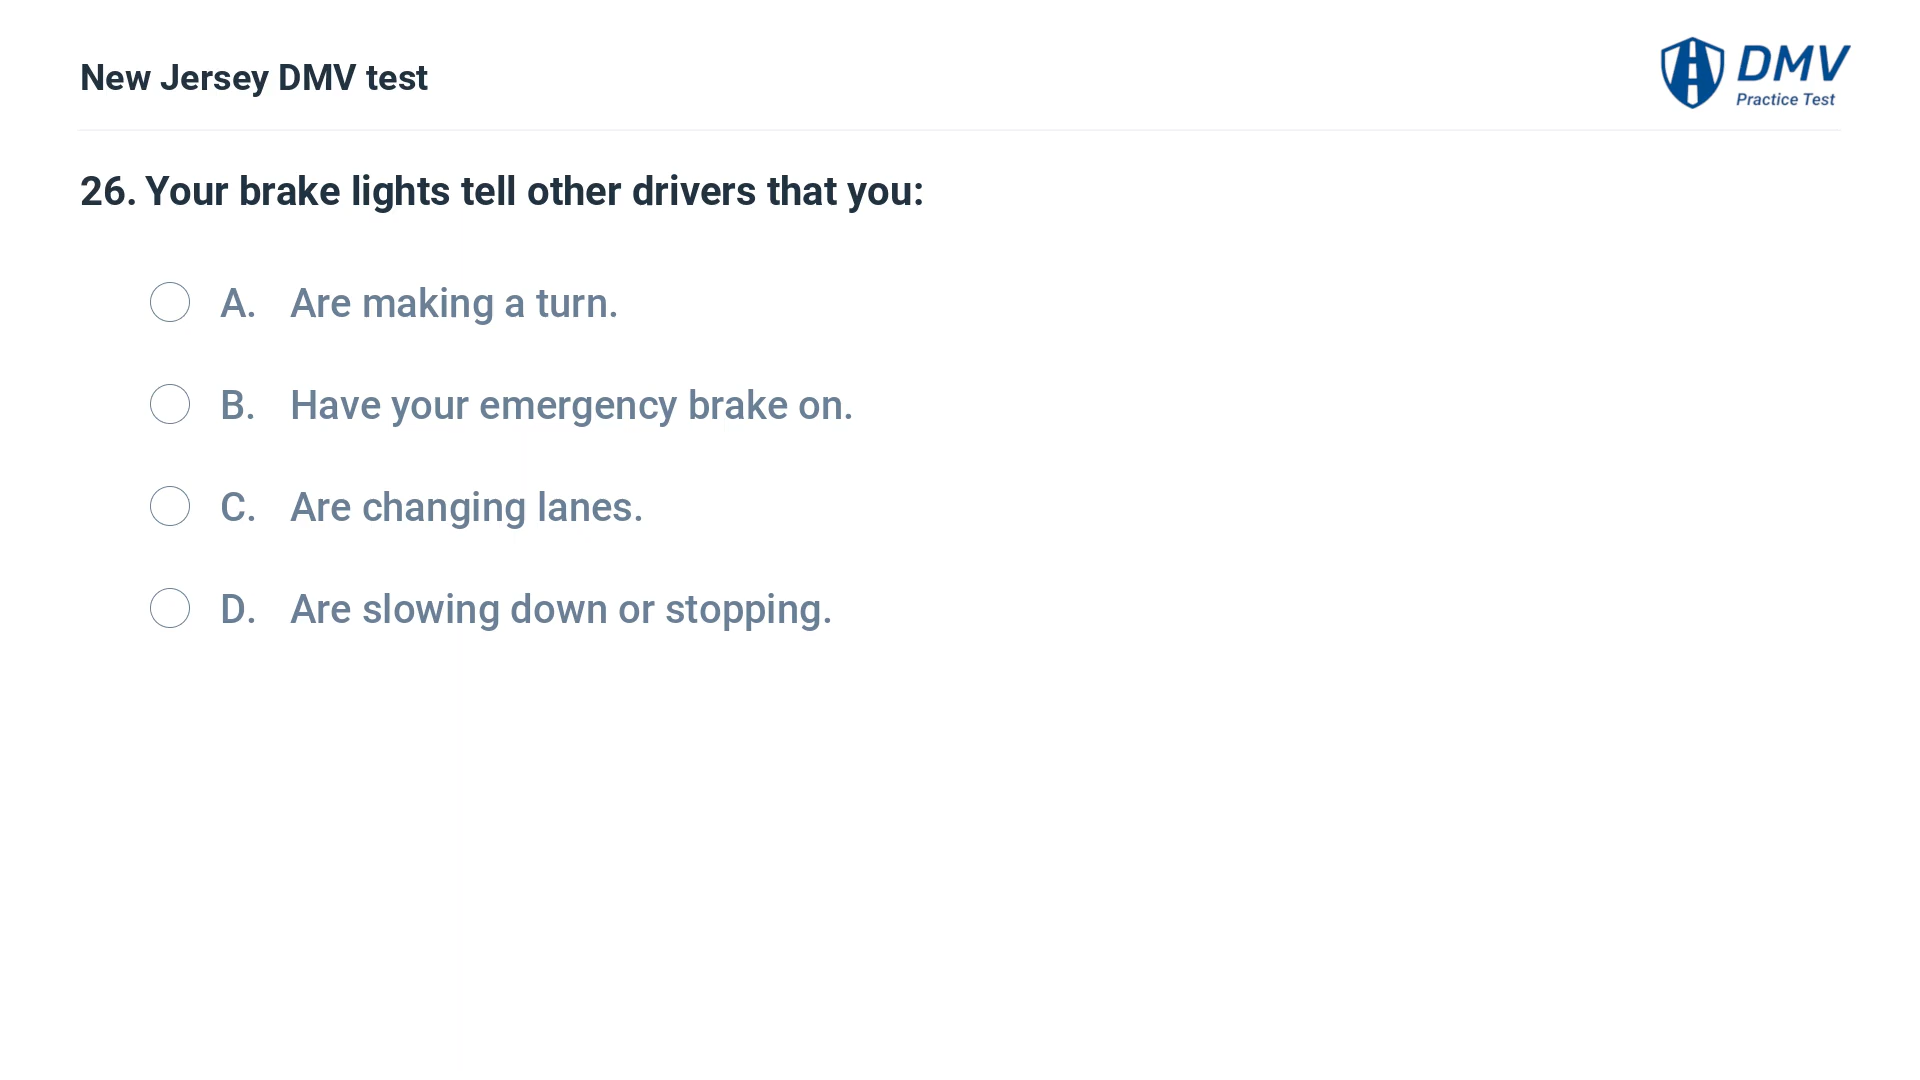 New Jersey DMV test
DMV
Practice Test
26. Your brake lights tell other drivers that you:
A. Are making a turn.
B. Have your emergency brake on.
C. Are changing lanes.
D. Are slowing down or stopping.